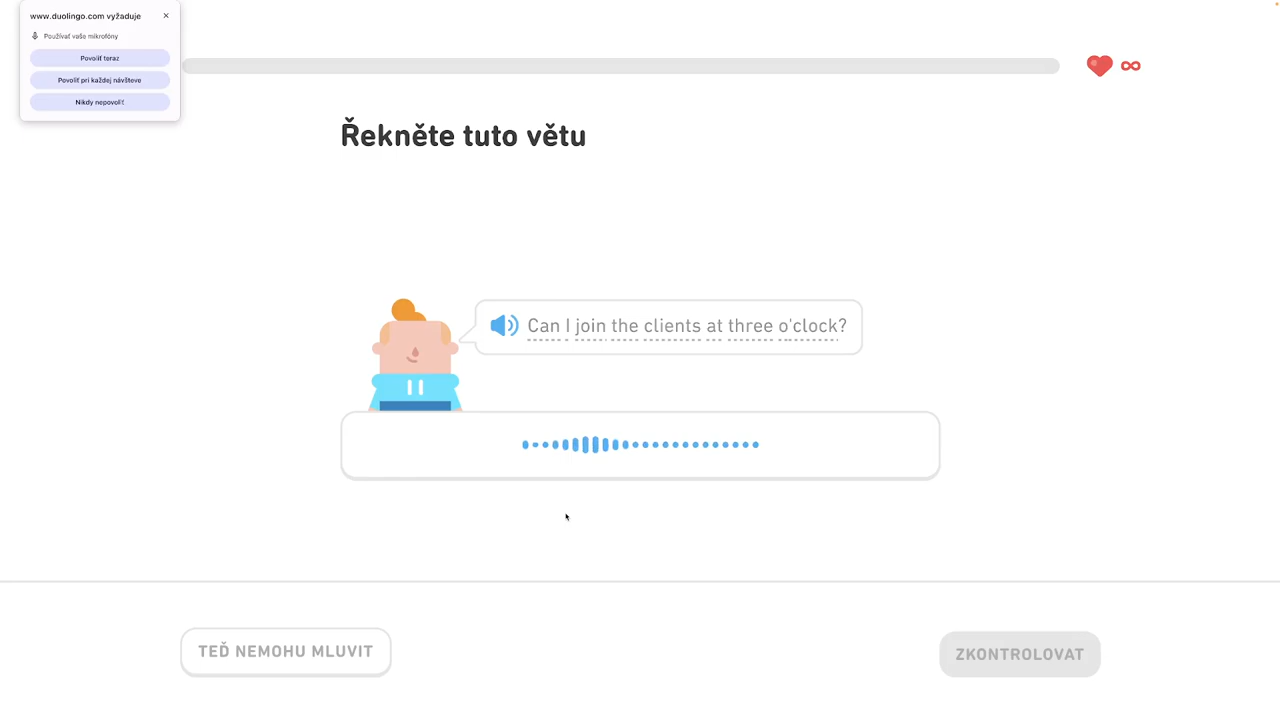 www.duolingo.com vyžaduje
Používať vaše mikrofóny
Povoliť teraz
Povoliť pri každej návšteve
Nikdy nepovoliť
Řekněte tuto větu
Can I join the clients at three o'clock?
TEĎ NEMOHU MLUVIT
ZKONTROLOVAT